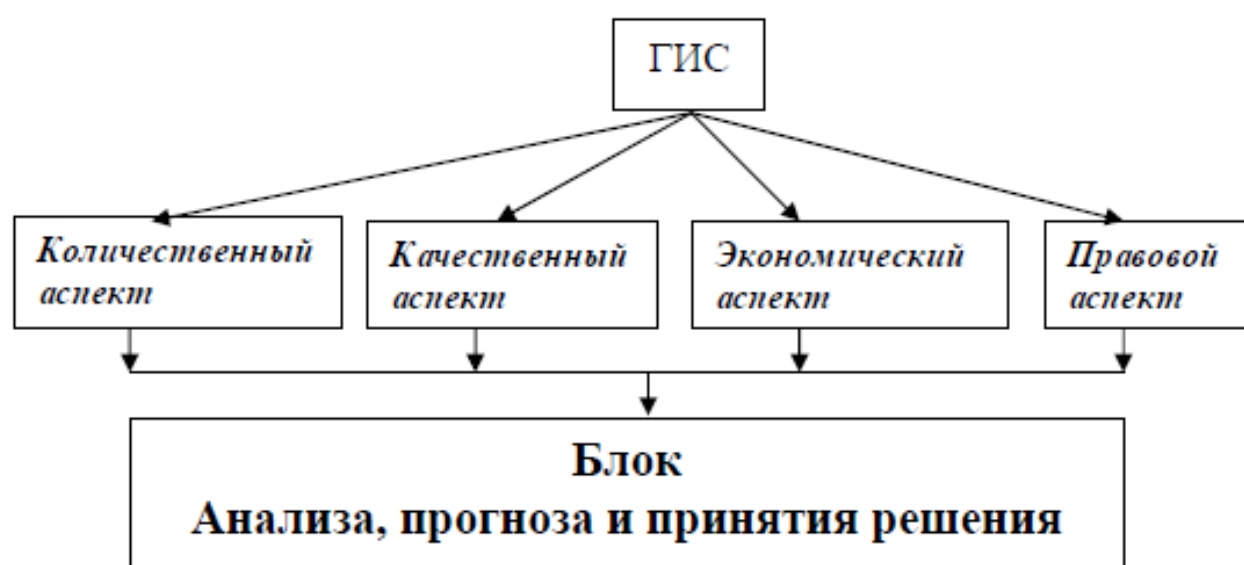 ГИС
Количественный
аспект
Качественный
аспект
Экономический
аспект
Правовой
аспект
Блок
Анализа, прогноза и принятия решения